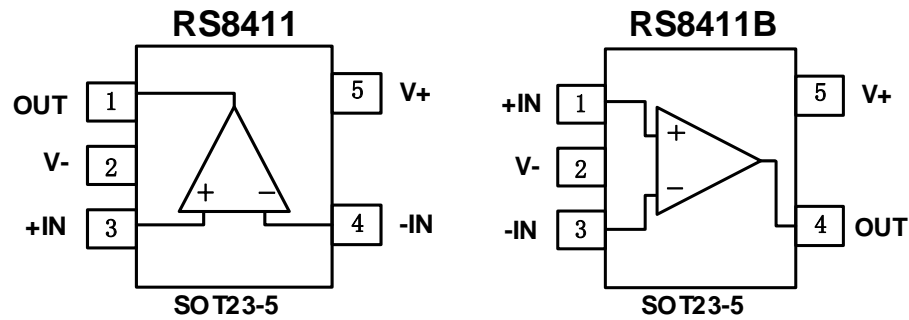 RS8411
OUT 1 5 V+
V- 2
+IN 3 + − 4 -IN
SOT23-5
RS8411B
+IN 1 + 5 V+
V- 2
-IN 3 − 4 OUT
SOT23-5